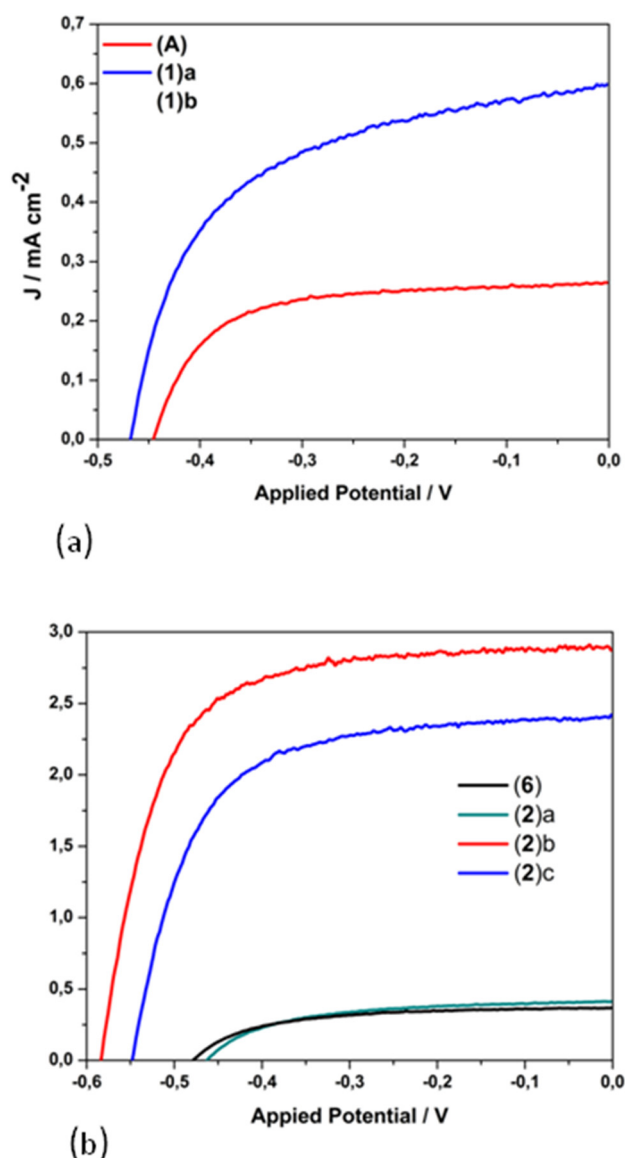 0,7
0,6
0,5
0,4
0,3
0,2
0,1
0,0
J / mA cm-2
(A)
(1)a
(1)b
-0,5 -0,4 -0,3 -0,2 -0,1 0,0
Applied Potential / V
(a)
3,0
2,5
2,0
1,5
1,0
0,5
0,0
(6)
(2)a
(2)b
(2)c
-0,6 -0,5 -0,4 -0,3 -0,2 -0,1 0,0
Appied Potential / V
(b)